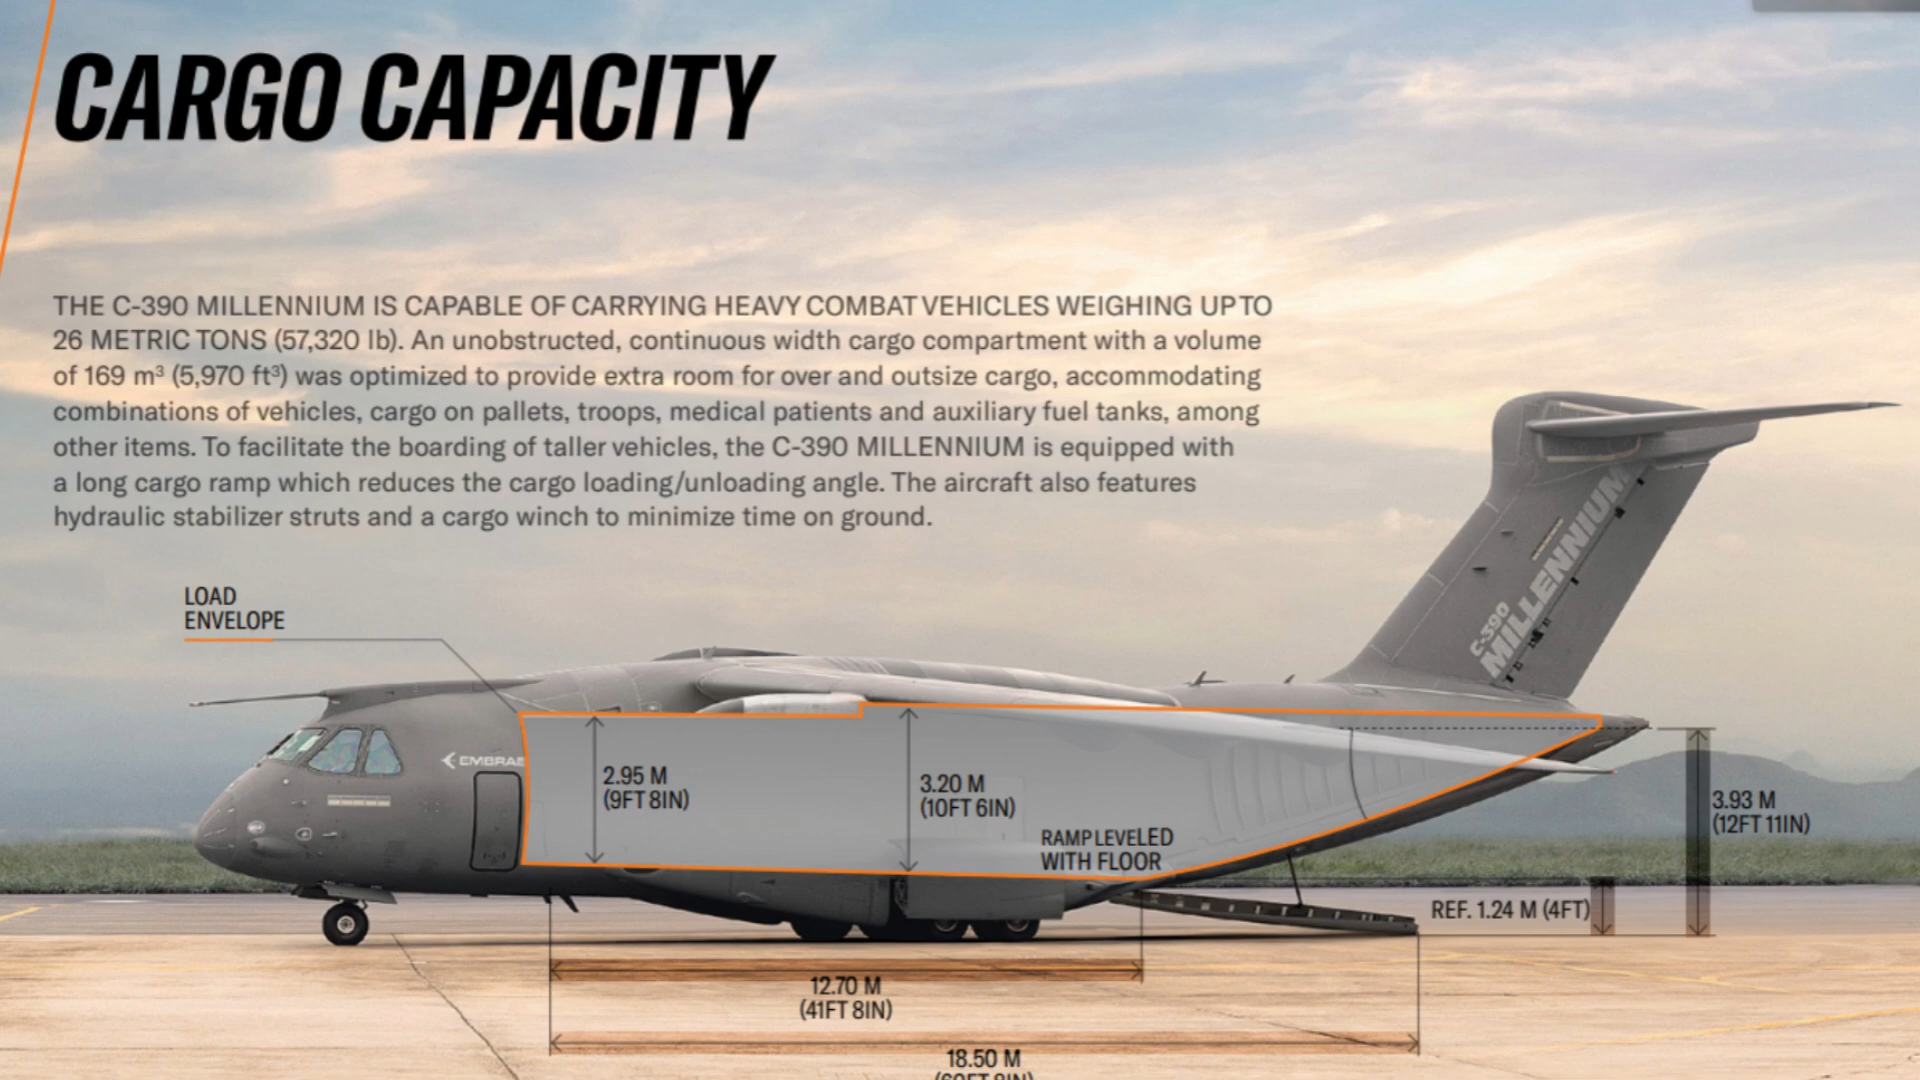 CARGO CAPACITY
THE C-390 MILLENNIUM IS CAPABLE OF CARRYING HEAVY COMBAT VEHICLES WEIGHING UP TO
26 METRIC TONS (57,320 lb). An unobstructed, continuous width cargo compartment with a volume
of 169 m³ (5,970 ft³) was optimized to provide extra room for over and outsize cargo, accommodating
combinations of vehicles, cargo on pallets, troops, medical patients and auxiliary fuel tanks, among
other items. To facilitate the boarding of taller vehicles, the C-390 MILLENNIUM is equipped with
a long cargo ramp which reduces the cargo loading/unloading angle. The aircraft also features
hydraulic stabilizer struts and a cargo winch to minimize time on ground.
LOAD
ENVELOPE
C-390
MILLENNIUM
EMBRAE
2.95 M
(9FT 8IN)
3.20 M
(10FT 6IN)
RAMP LEVELED
WITH FLOOR
3.93 M
(12FT 11IN)
REF. 1.24 M (4FT)
12.70 M
(41FT 8IN)
18.50 M